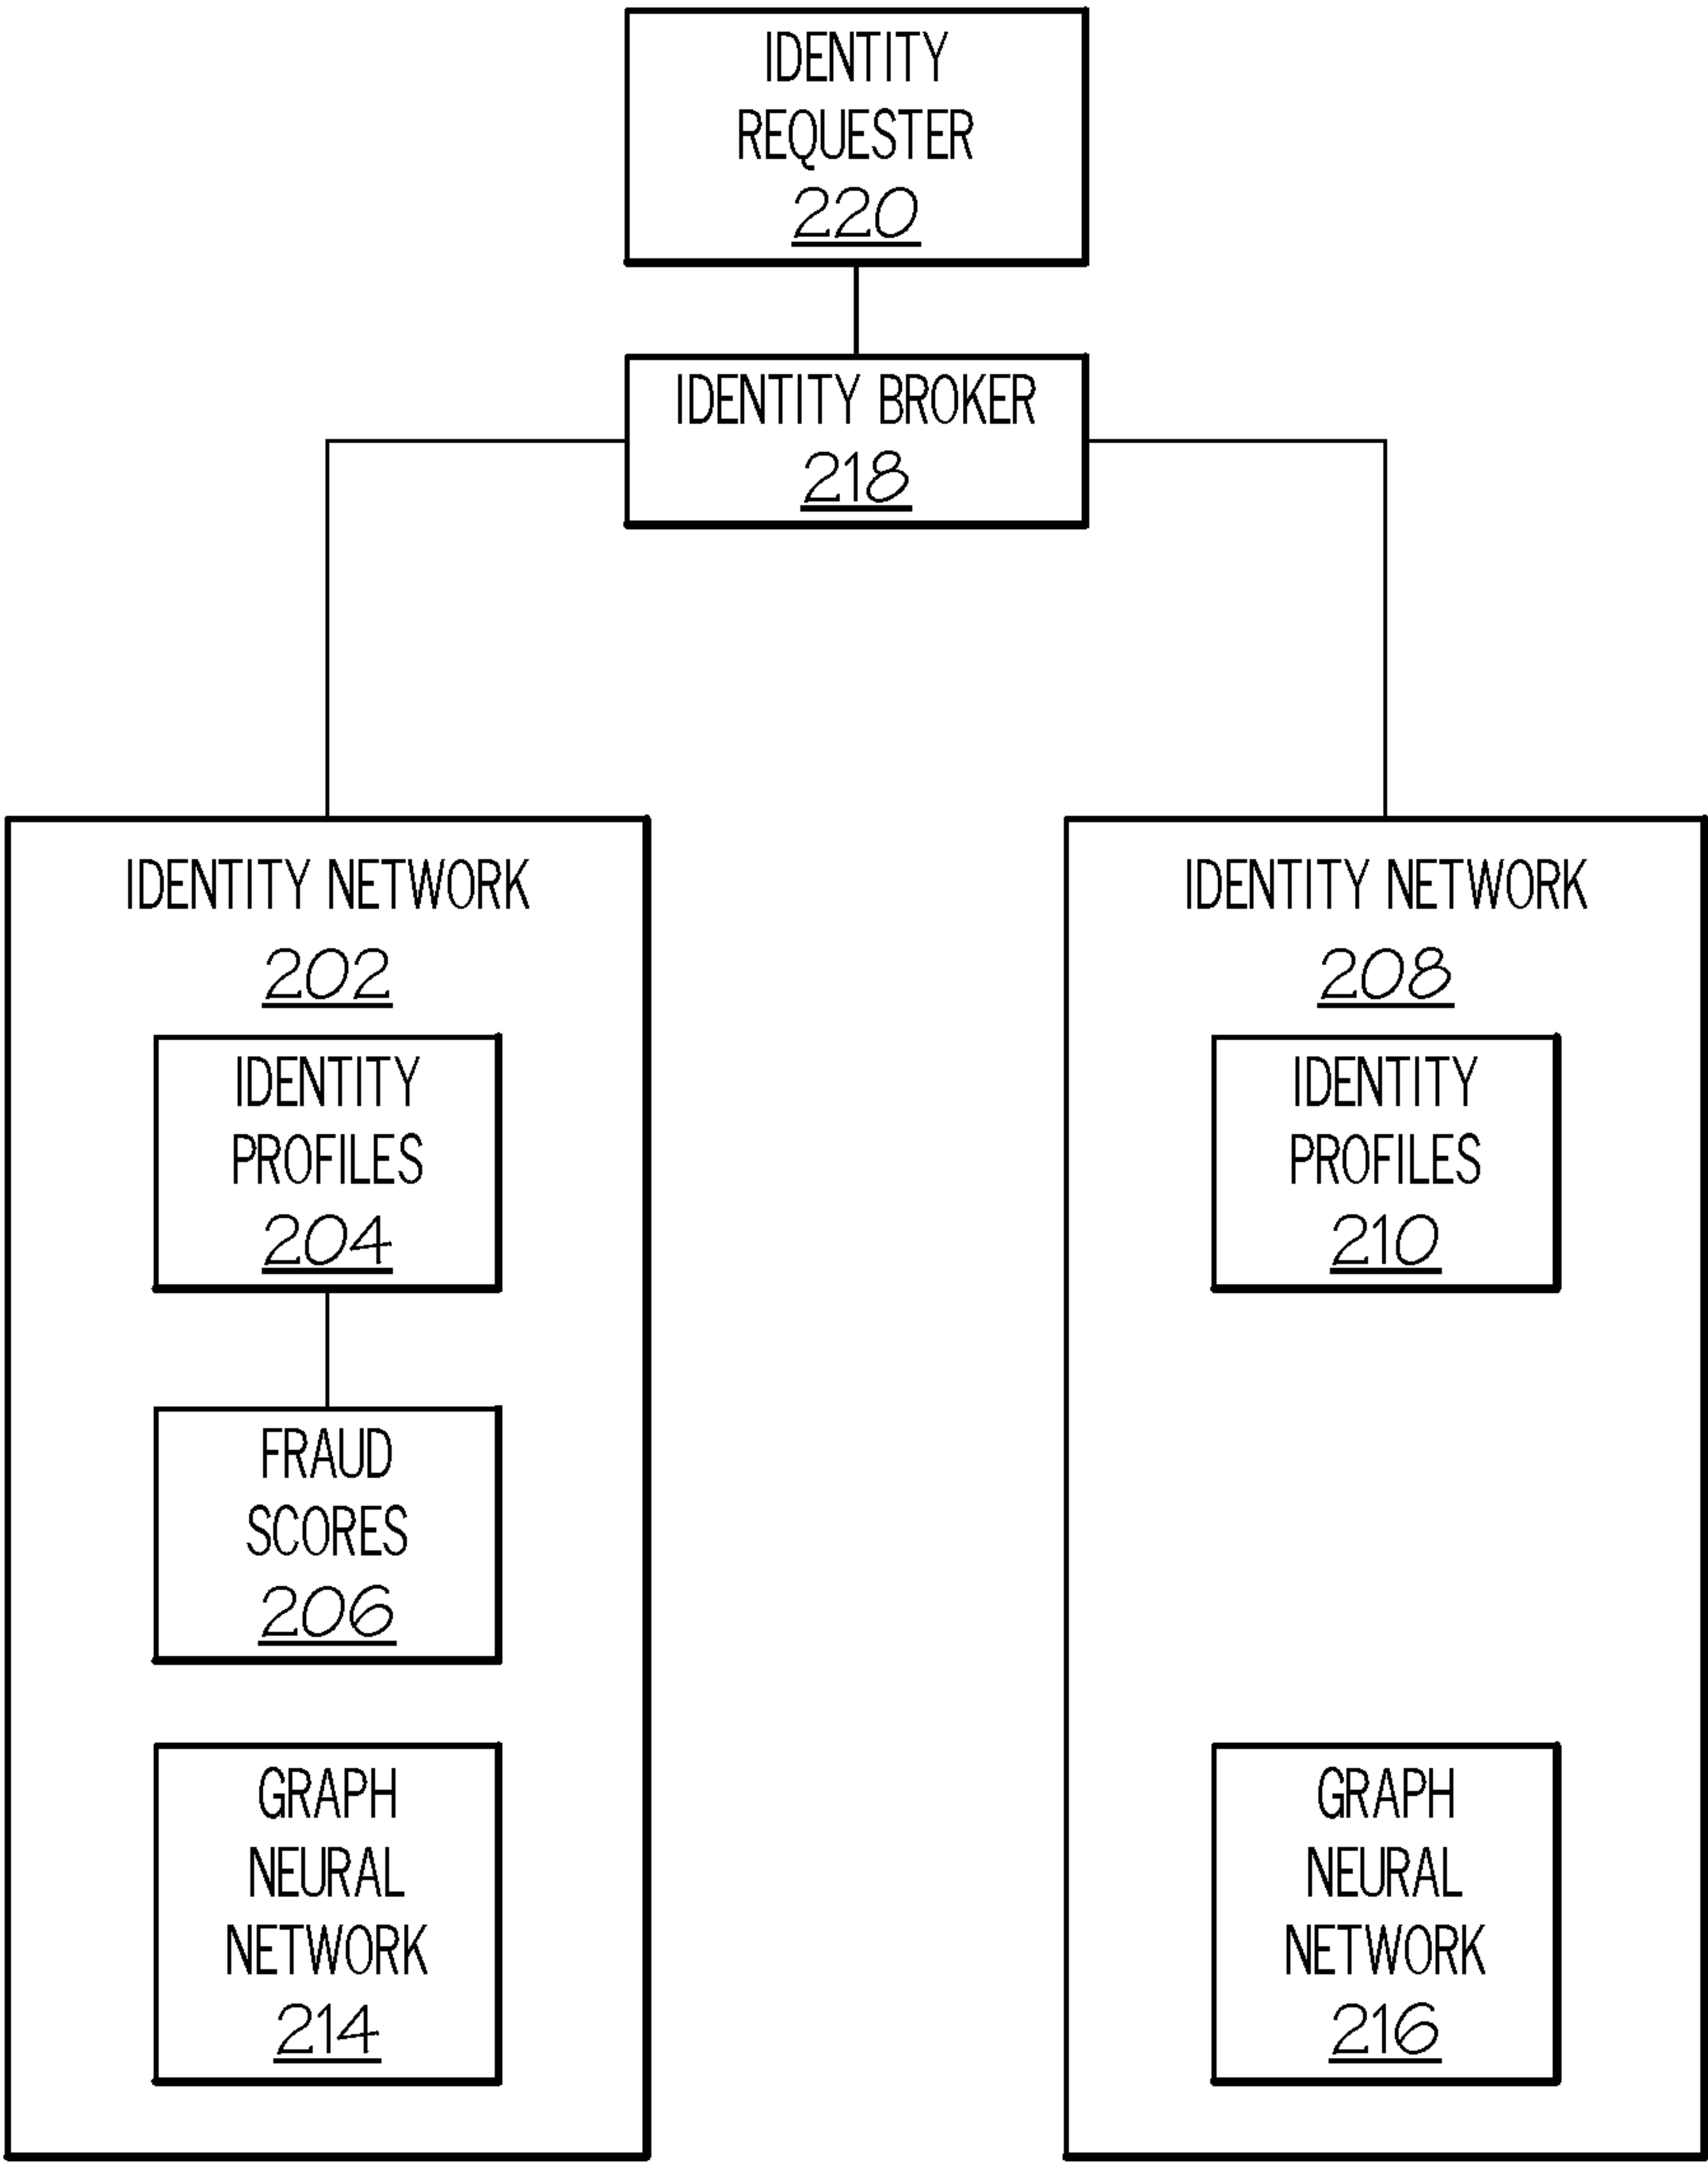 IDENTITY
REQUESTER
220
IDENTITY BROKER
218
IDENTITY NETWORK
202
IDENTITY
PROFILES
204
FRAUD
SCORES
206
GRAPH
NEURAL
NETWORK
214
IDENTITY NETWORK
208
IDENTITY
PROFILES
210
GRAPH
NEURAL
NETWORK
216